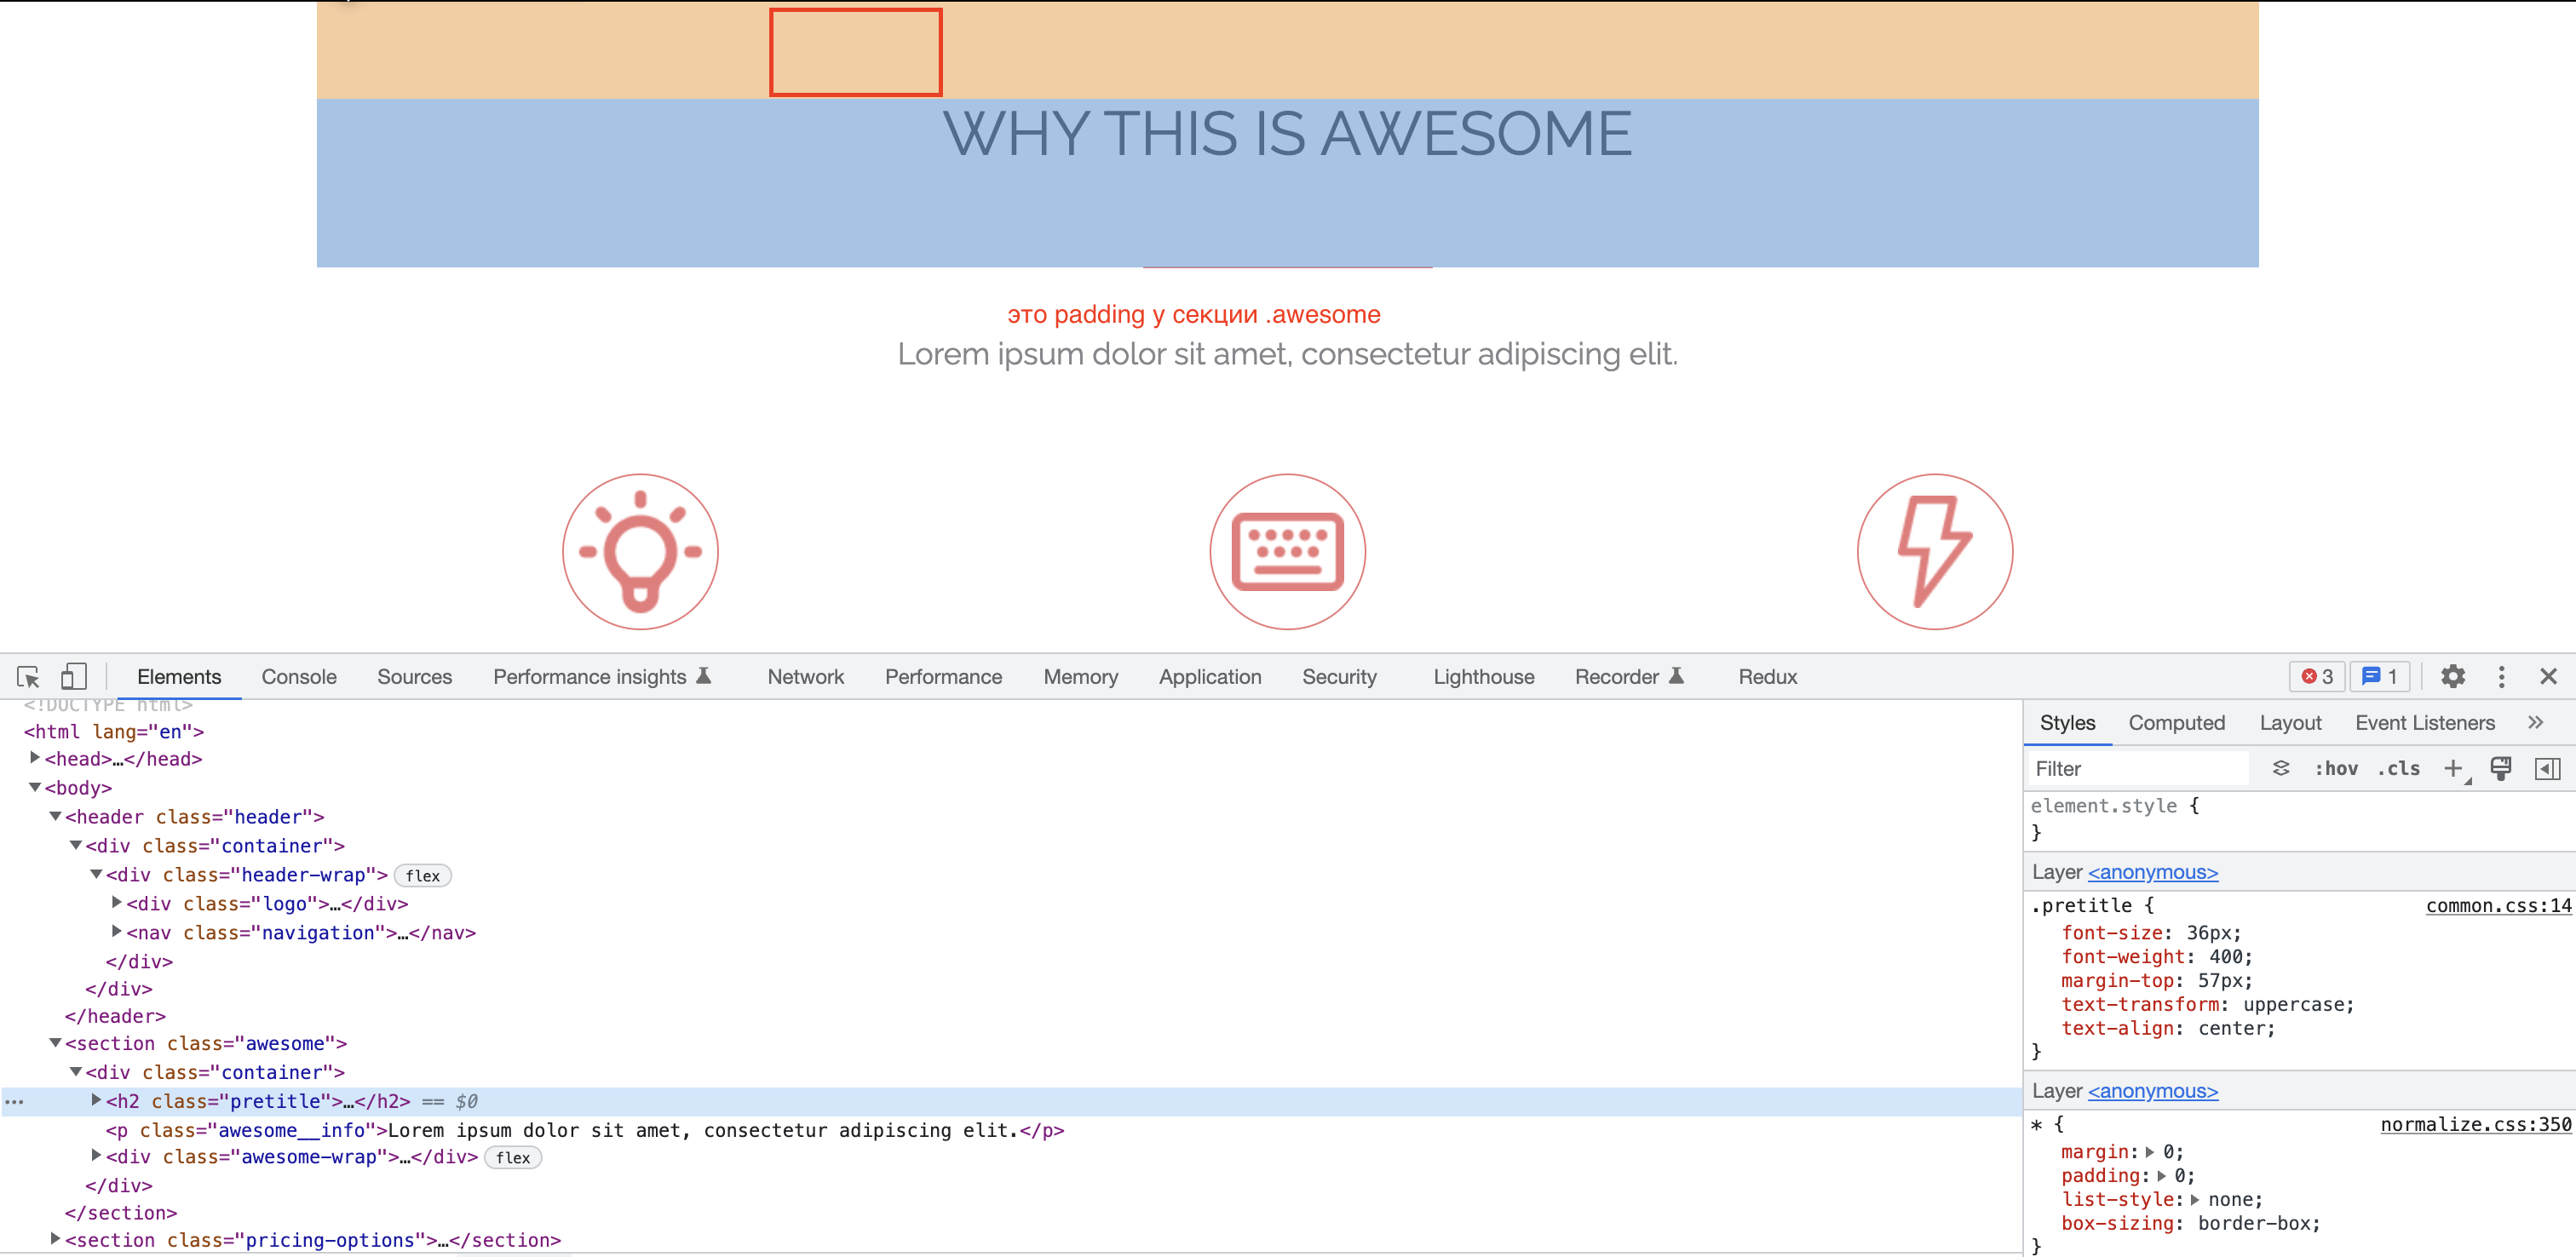 WHY THIS IS AWESOME
это padding у секции .awesome
Lorem ipsum dolor sit amet, consectetur adipiscing elit.
Elements Console Sources Performance insights Network Performance Memory Application Security Lighthouse Recorder Redux 3 1
<!DOCTYPE html>
<html lang="en">
<head>…</head>
<body>
<header class="header">
<div class="container">
<div class="header-wrap"> flex
<div class="logo">…</div>
<nav class="navigation">…</nav>
</div>
</div>
</header>
<section class="awesome">
<div class="container">
… <h2 class="pretitle">…</h2> == $0
<p class="awesome__info">Lorem ipsum dolor sit amet, consectetur adipiscing elit.</p>
<div class="awesome-wrap">…</div> flex
</div>
</section>
<section class="pricing-options">…</section>
Styles Computed Layout Event Listeners
Filter :hov .cls
element.style {
}
Layer <anonymous>
.pretitle { common.css:14
font-size: 36px;
font-weight: 400;
margin-top: 57px;
text-transform: uppercase;
text-align: center;
}
Layer <anonymous>
* { normalize.css:350
margin: 0;
padding: 0;
list-style: none;
box-sizing: border-box;
}